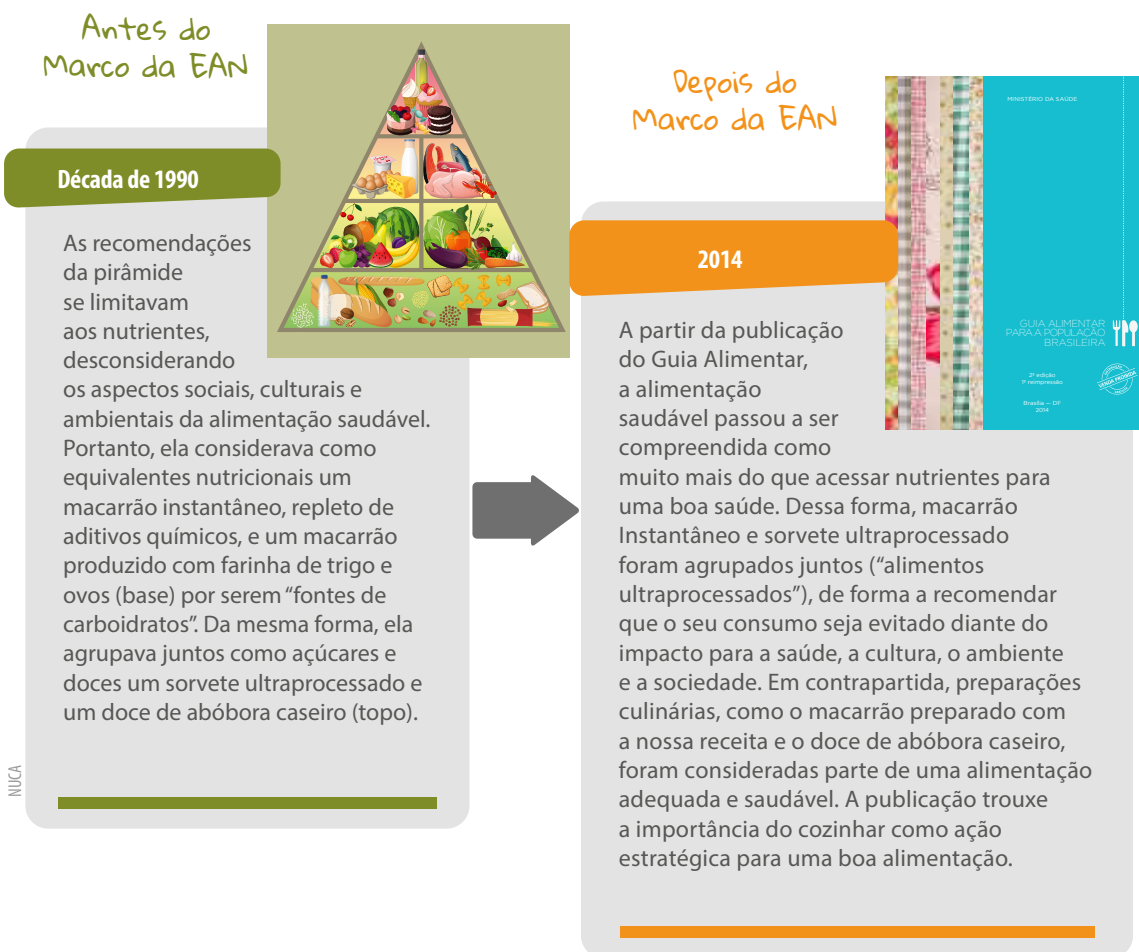 Antes do
Marco da EAN
Década de 1990
As recomendações
da pirâmide
se limitavam
aos nutrientes,
desconsiderando
os aspectos sociais, culturais e
ambientais da alimentação saudável.
Portanto, ela considerava como
equivalentes nutricionais um
macarrão instantâneo, repleto de
aditivos químicos, e um macarrão
produzido com farinha de trigo e
ovos (base) por serem “fontes de
carboidratos”. Da mesma forma, ela
agrupava juntos como açúcares e
doces um sorvete ultraprocessado e
um doce de abóbora caseiro (topo).
NUCA
Depois do
Marco da EAN
MINISTÉRIO DA SAÚDE
GUIA ALIMENTAR
PARA A POPULAÇÃO
BRASILEIRA
2ª edição
1ª reimpressão
VENDA PROIBIDA
Brasília – DF
2014
2014
A partir da publicação
do Guia Alimentar,
a alimentação
saudável passou a ser
compreendida como
muito mais do que acessar nutrientes para
uma boa saúde. Dessa forma, macarrão
Instantâneo e sorvete ultraprocessado
foram agrupados juntos (“alimentos
ultraprocessados”), de forma a recomendar
que o seu consumo seja evitado diante do
impacto para a saúde, a cultura, o ambiente
e a sociedade. Em contrapartida, preparações
culinárias, como o macarrão preparado com
a nossa receita e o doce de abóbora caseiro,
foram consideradas parte de uma alimentação
adequada e saudável. A publicação trouxe
a importância do cozinhar como ação
estratégica para uma boa alimentação.